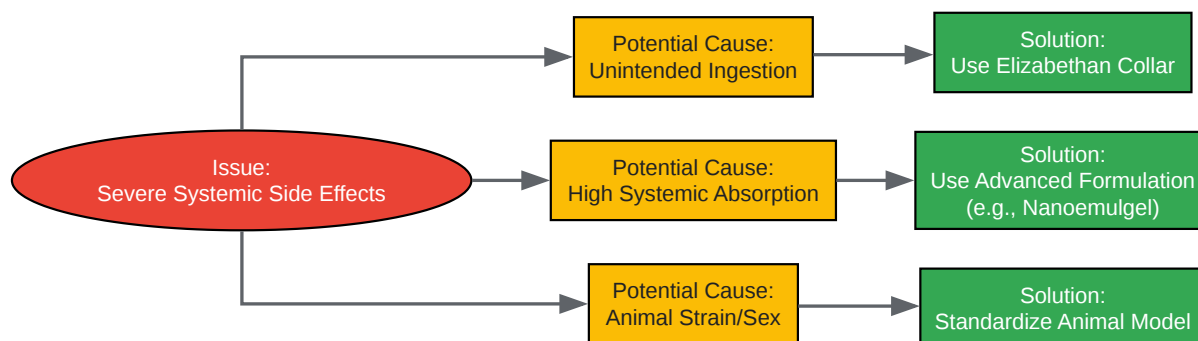 Potential Cause:
Unintended Ingestion
Solution:
Use Elizabethan Collar
Issue:
Severe Systemic Side Effects
Potential Cause:
High Systemic Absorption
Solution:
Use Advanced Formulation
(e.g., Nanoemulgel)
Potential Cause:
Animal Strain/Sex
Solution:
Standardize Animal Model